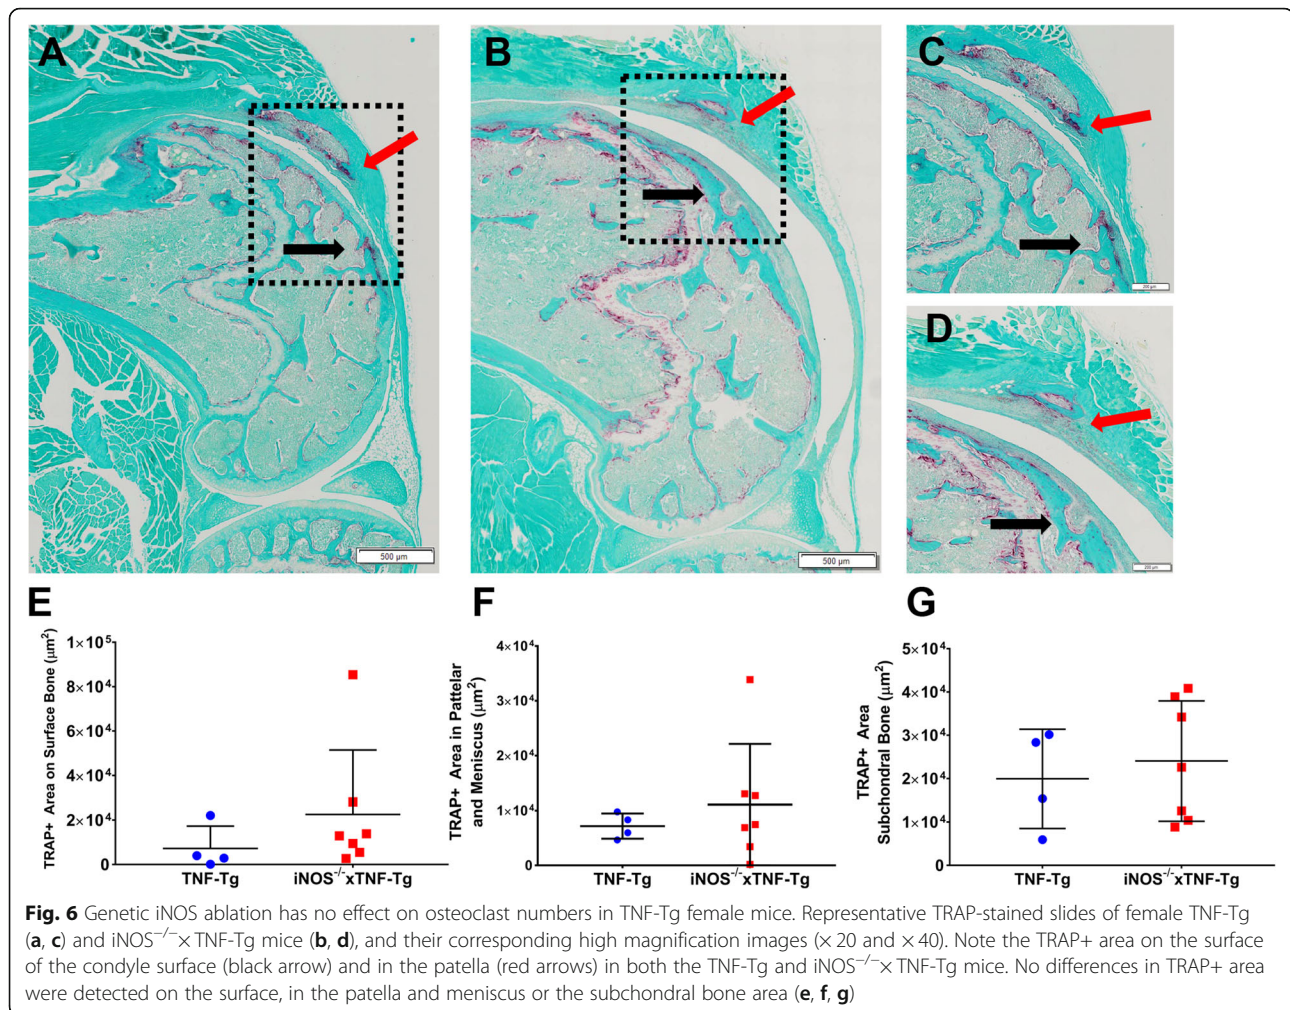 A
B
C
D
500 µm
500 µm
200 µm
200 µm
E
F
G
TRAP+ Area on Surface Bone (µm²)
1×10⁵
8×10⁴
6×10⁴
4×10⁴
2×10⁴
0
TNF-Tg
iNOS⁻/⁻xTNF-Tg
TRAP+ Area in Pattelar
and Meniscus (µm²)
4×10⁴
3×10⁴
2×10⁴
1×10⁴
0
TNF-Tg
iNOS⁻/⁻xTNF-Tg
TRAP+ Area
Subchondral Bone (µm²)
5×10⁴
4×10⁴
3×10⁴
2×10⁴
1×10⁴
0
TNF-Tg
iNOS⁻/⁻xTNF-Tg
Fig. 6 Genetic iNOS ablation has no effect on osteoclast numbers in TNF-Tg female mice. Representative TRAP-stained slides of female TNF-Tg
(a, c) and iNOS⁻/⁻× TNF-Tg mice (b, d), and their corresponding high magnification images (× 20 and × 40). Note the TRAP+ area on the surface
of the condyle surface (black arrow) and in the patella (red arrows) in both the TNF-Tg and iNOS⁻/⁻× TNF-Tg mice. No differences in TRAP+ area
were detected on the surface, in the patella and meniscus or the subchondral bone area (e, f, g)